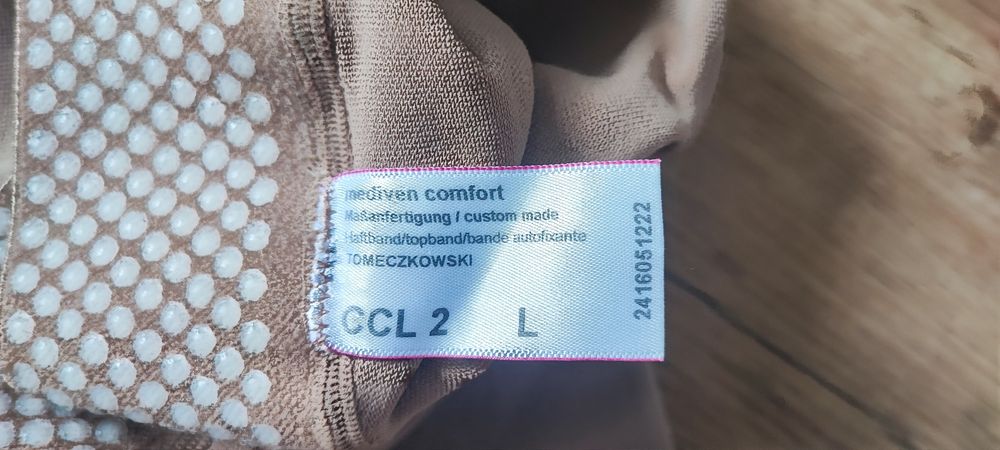 mediven comfort
Maßanfertigung / custom made
Haftband/topband/bande autofixante
TOMECZKOWSKI
CCL 2 L
2416051222